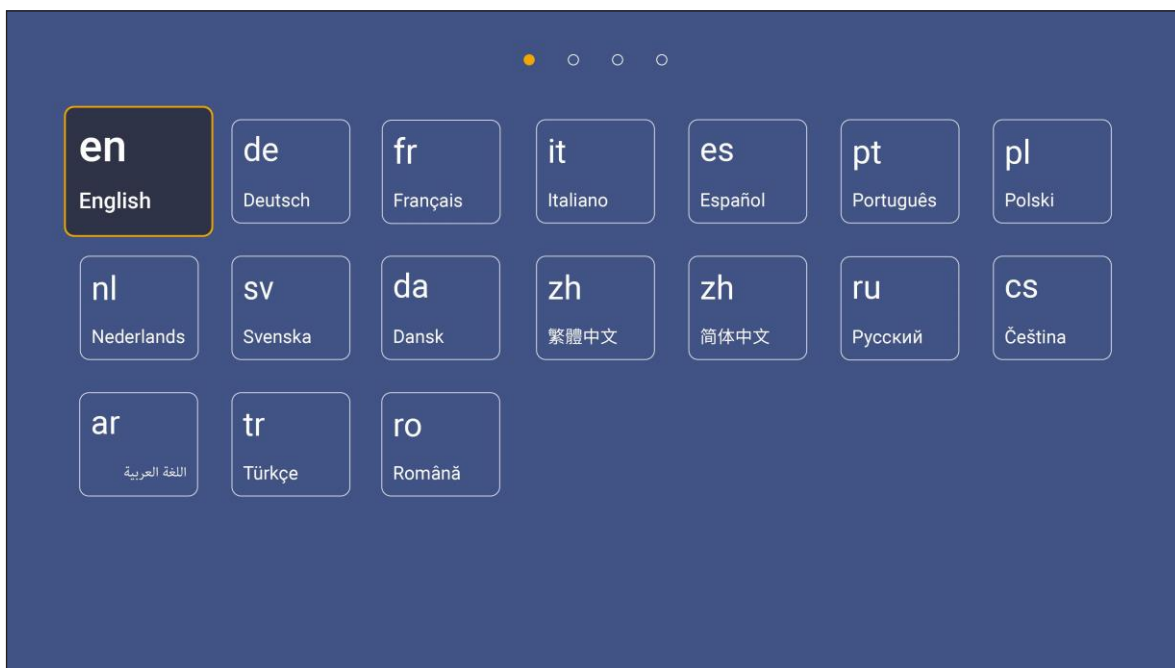 en
English
de
Deutsch
fr
Français
it
Italiano
es
Español
pt
Português
pl
Polski
nl
Nederlands
sv
Svenska
da
Dansk
zh
繁體中文
zh
简体中文
ru
Русский
cs
Čeština
ar
اللغة العربية
tr
Türkçe
ro
Română